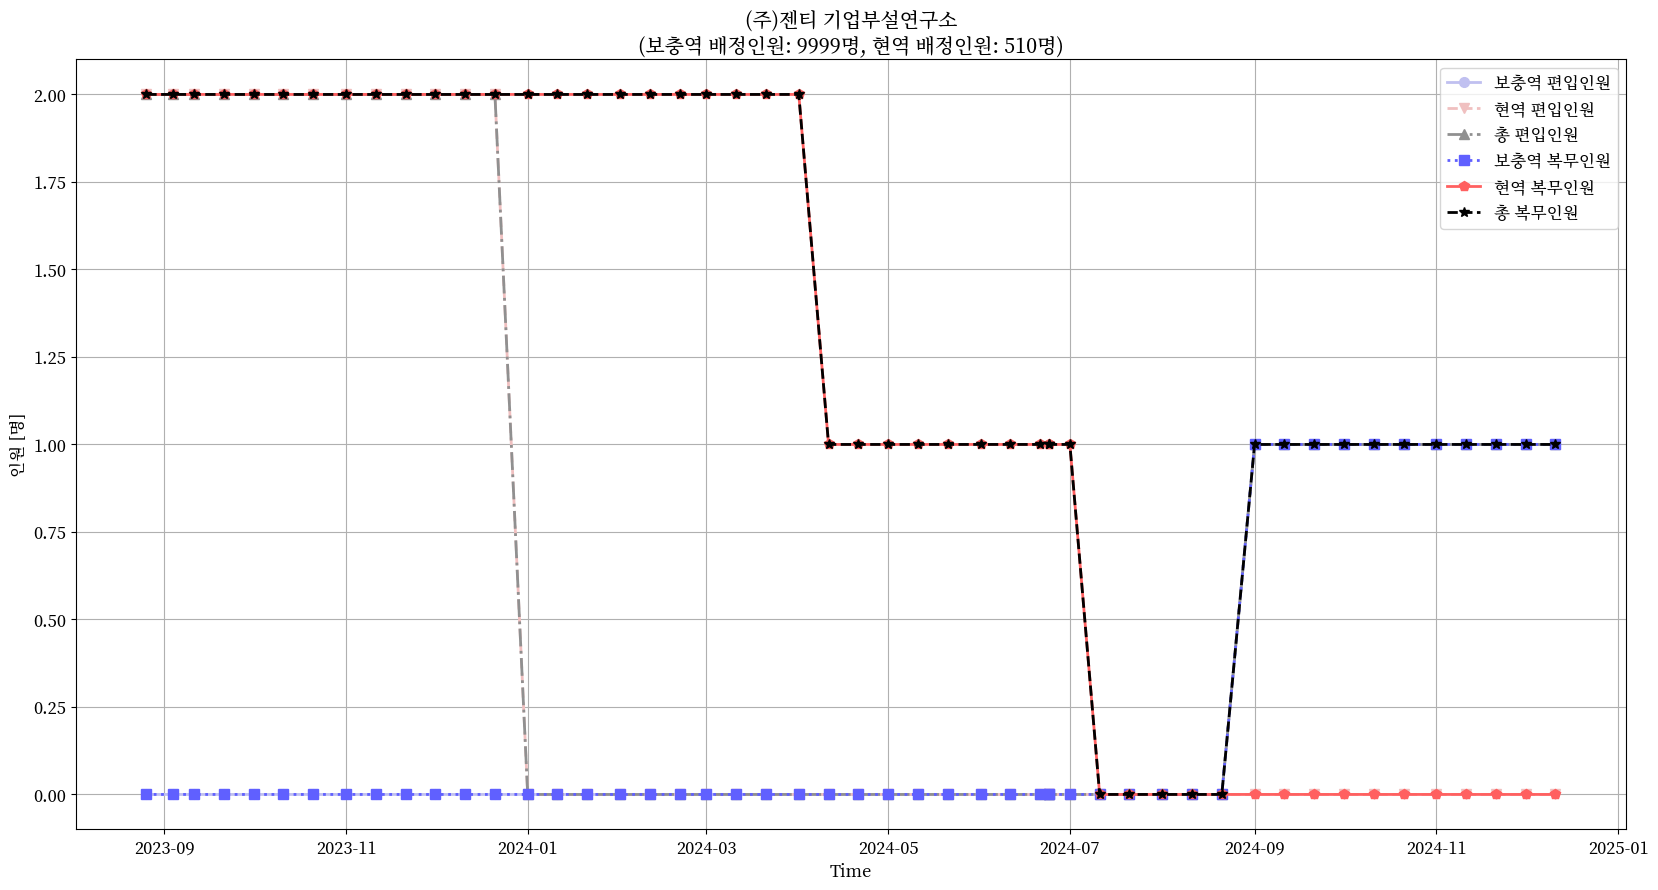 (주)젠티 기업부설연구소
(보충역 배정인원: 9999명, 현역 배정인원: 510명)
보충역 편입인원
현역 편입인원
총 편입인원
보충역 복무인원
현역 복무인원
총 복무인원
인원 [명]
2.00
1.75
1.50
1.25
1.00
0.75
0.50
0.25
0.00
2023-09 2023-11 2024-01 2024-03 2024-05 2024-07 2024-09 2024-11 2025-01
Time